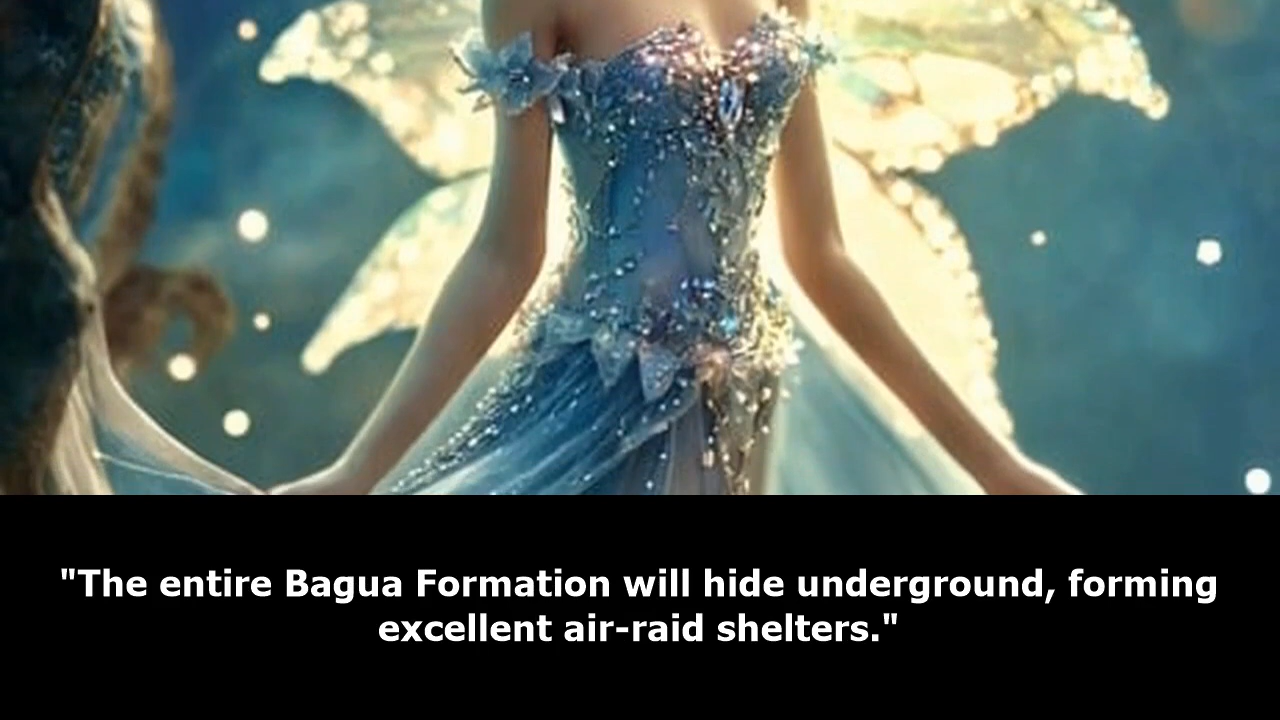 "The entire Bagua Formation will hide underground, forming
excellent air-raid shelters."